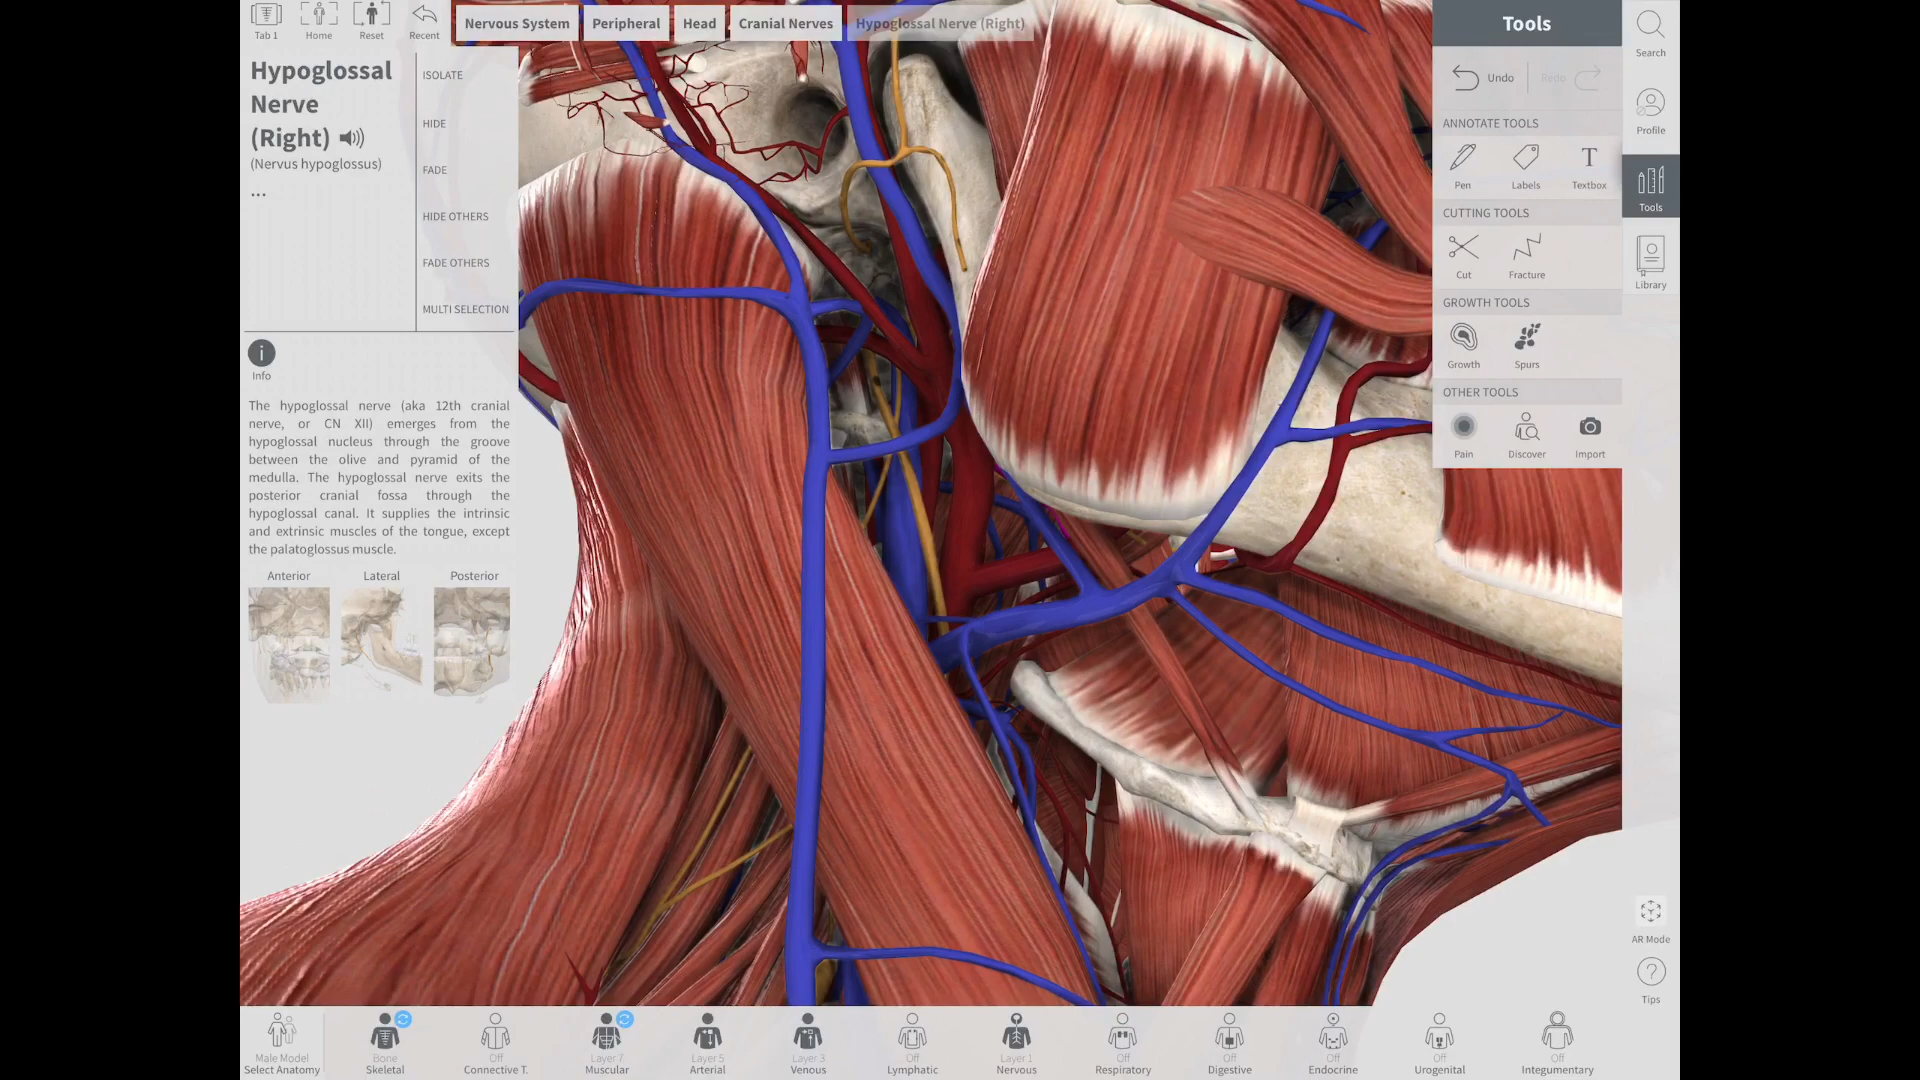 Tab 1
Home
Reset
Recent
Nervous System
Peripheral
Head
Cranial Nerves
Hypoglossal Nerve (Right)
Hypoglossal
Nerve
(Right)
(Nervus hypoglossus)
...
ISOLATE
HIDE
FADE
HIDE OTHERS
FADE OTHERS
MULTI SELECTION
i
Info
The hypoglossal nerve (aka 12th cranial
nerve, or CN XII) emerges from the
hypoglossal nucleus through the groove
between the olive and pyramid of the
medulla. The hypoglossal nerve exits the
posterior cranial fossa through the
hypoglossal canal. It supplies the intrinsic
and extrinsic muscles of the tongue, except
the palatoglossus muscle.
Anterior
Lateral
Posterior
Tools
Undo
Redo
ANNOTATE TOOLS
Pen
Labels
T
Textbox
CUTTING TOOLS
Cut
Fracture
GROWTH TOOLS
Growth
Spurs
OTHER TOOLS
Pain
Discover
Import
Search
Profile
Tools
Library
AR Mode
?
Tips
Male Model
Select Anatomy
Bone
Skeletal
Off
Connective T.
Layer 7
Muscular
Layer 5
Arterial
Layer 3
Venous
Off
Lymphatic
Layer 1
Nervous
Off
Respiratory
Off
Digestive
Off
Endocrine
Off
Urogenital
Off
Integumentary